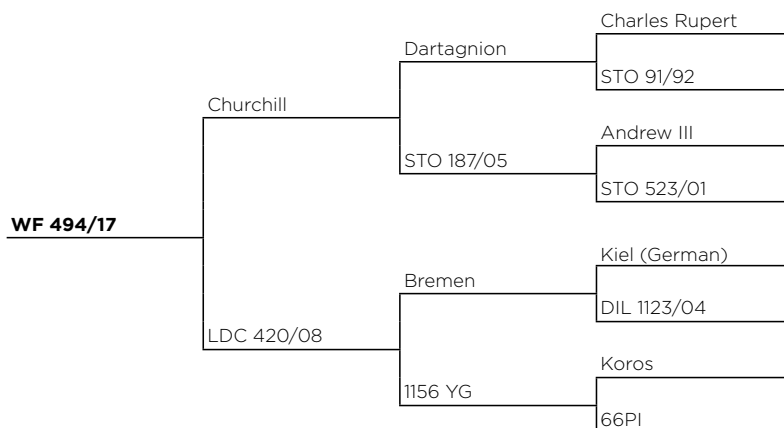 Charles Rupert
Dartagnion
STO 91/92
Churchill
Andrew III
STO 187/05
STO 523/01
WF 494/17
Kiel (German)
Bremen
DIL 1123/04
LDC 420/08
Koros
1156 YG
66PI